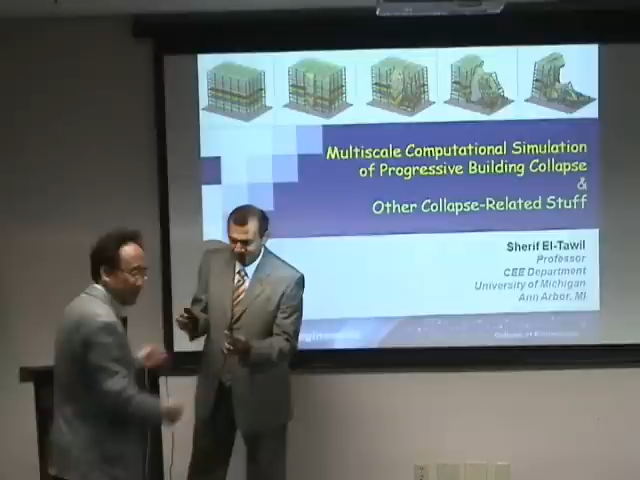 Multiscale Computational Simulation
of Progressive Building Collapse
&
Other Collapse-Related Stuff
Sherif El-Tawil
Professor
CEE Department
University of Michigan
Ann Arbor, MI